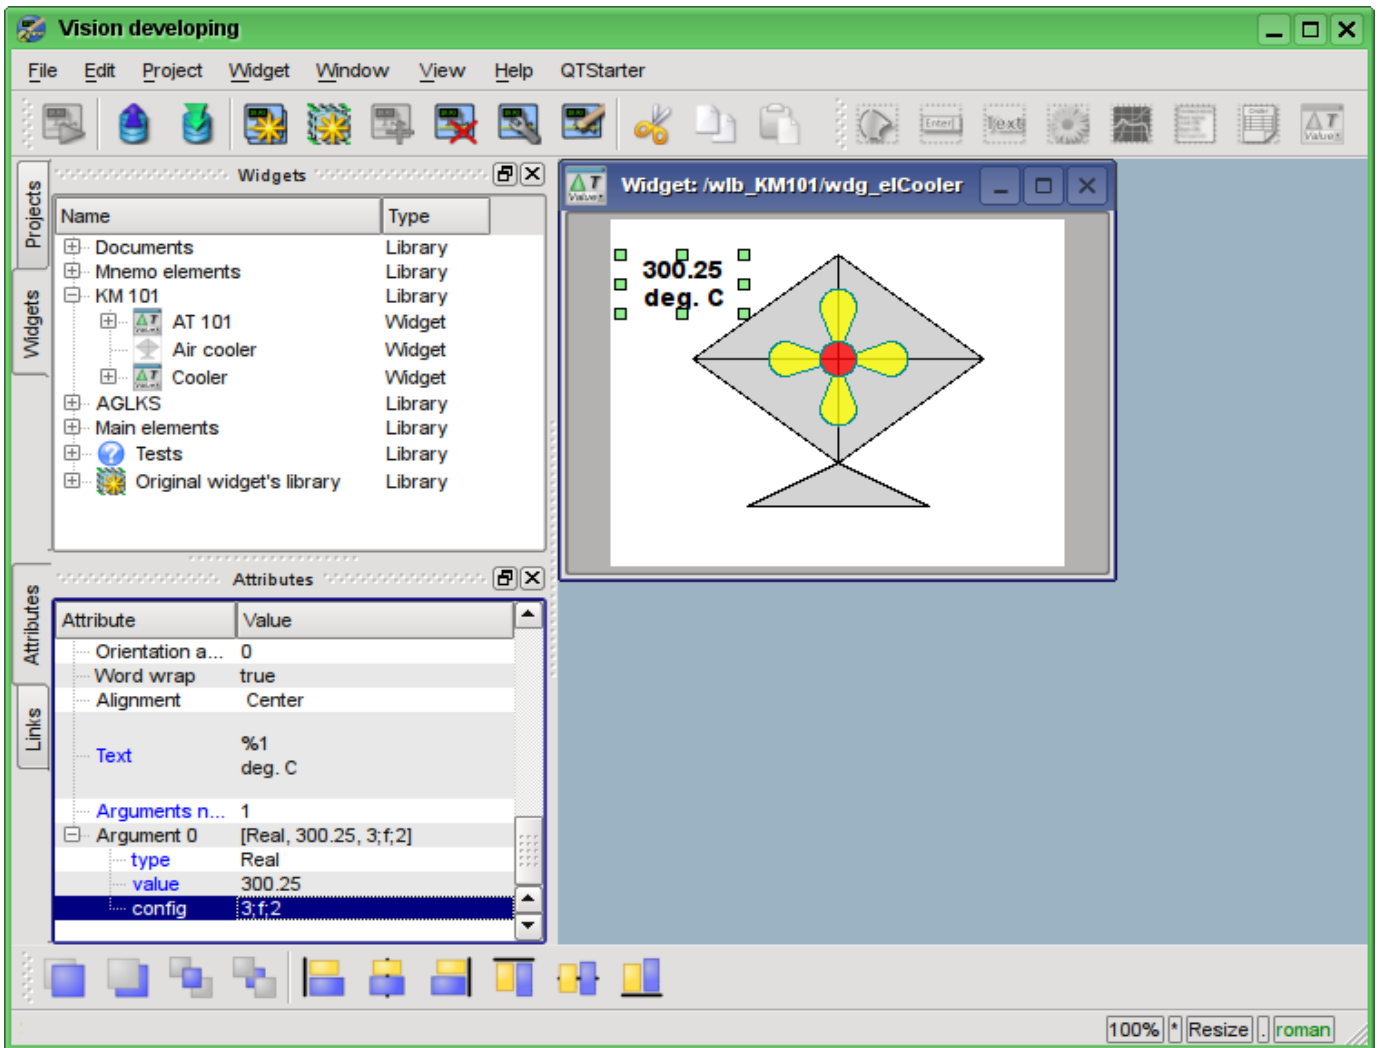 Vision developing
File Edit Project Widget Window View Help QTStarter
Enter Text Value
Projects
Widgets
Widgets
Name Type
Documents Library
Mnemo elements Library
KM 101 Library
AT 101 Widget
Air cooler Widget
Cooler Widget
AGLKS Library
Main elements Library
Tests Library
Original widget's library Library
Widget: /wlb_KM101/wdg_elCooler
300.25
deg. C
Attributes
Links
Attributes
Attribute Value
Orientation a... 0
Word wrap true
Alignment Center
Text %1
deg. C
Arguments n... 1
Argument 0 [Real, 300.25, 3;f;2]
type Real
value 300.25
config 3;f;2
100% * Resize . roman